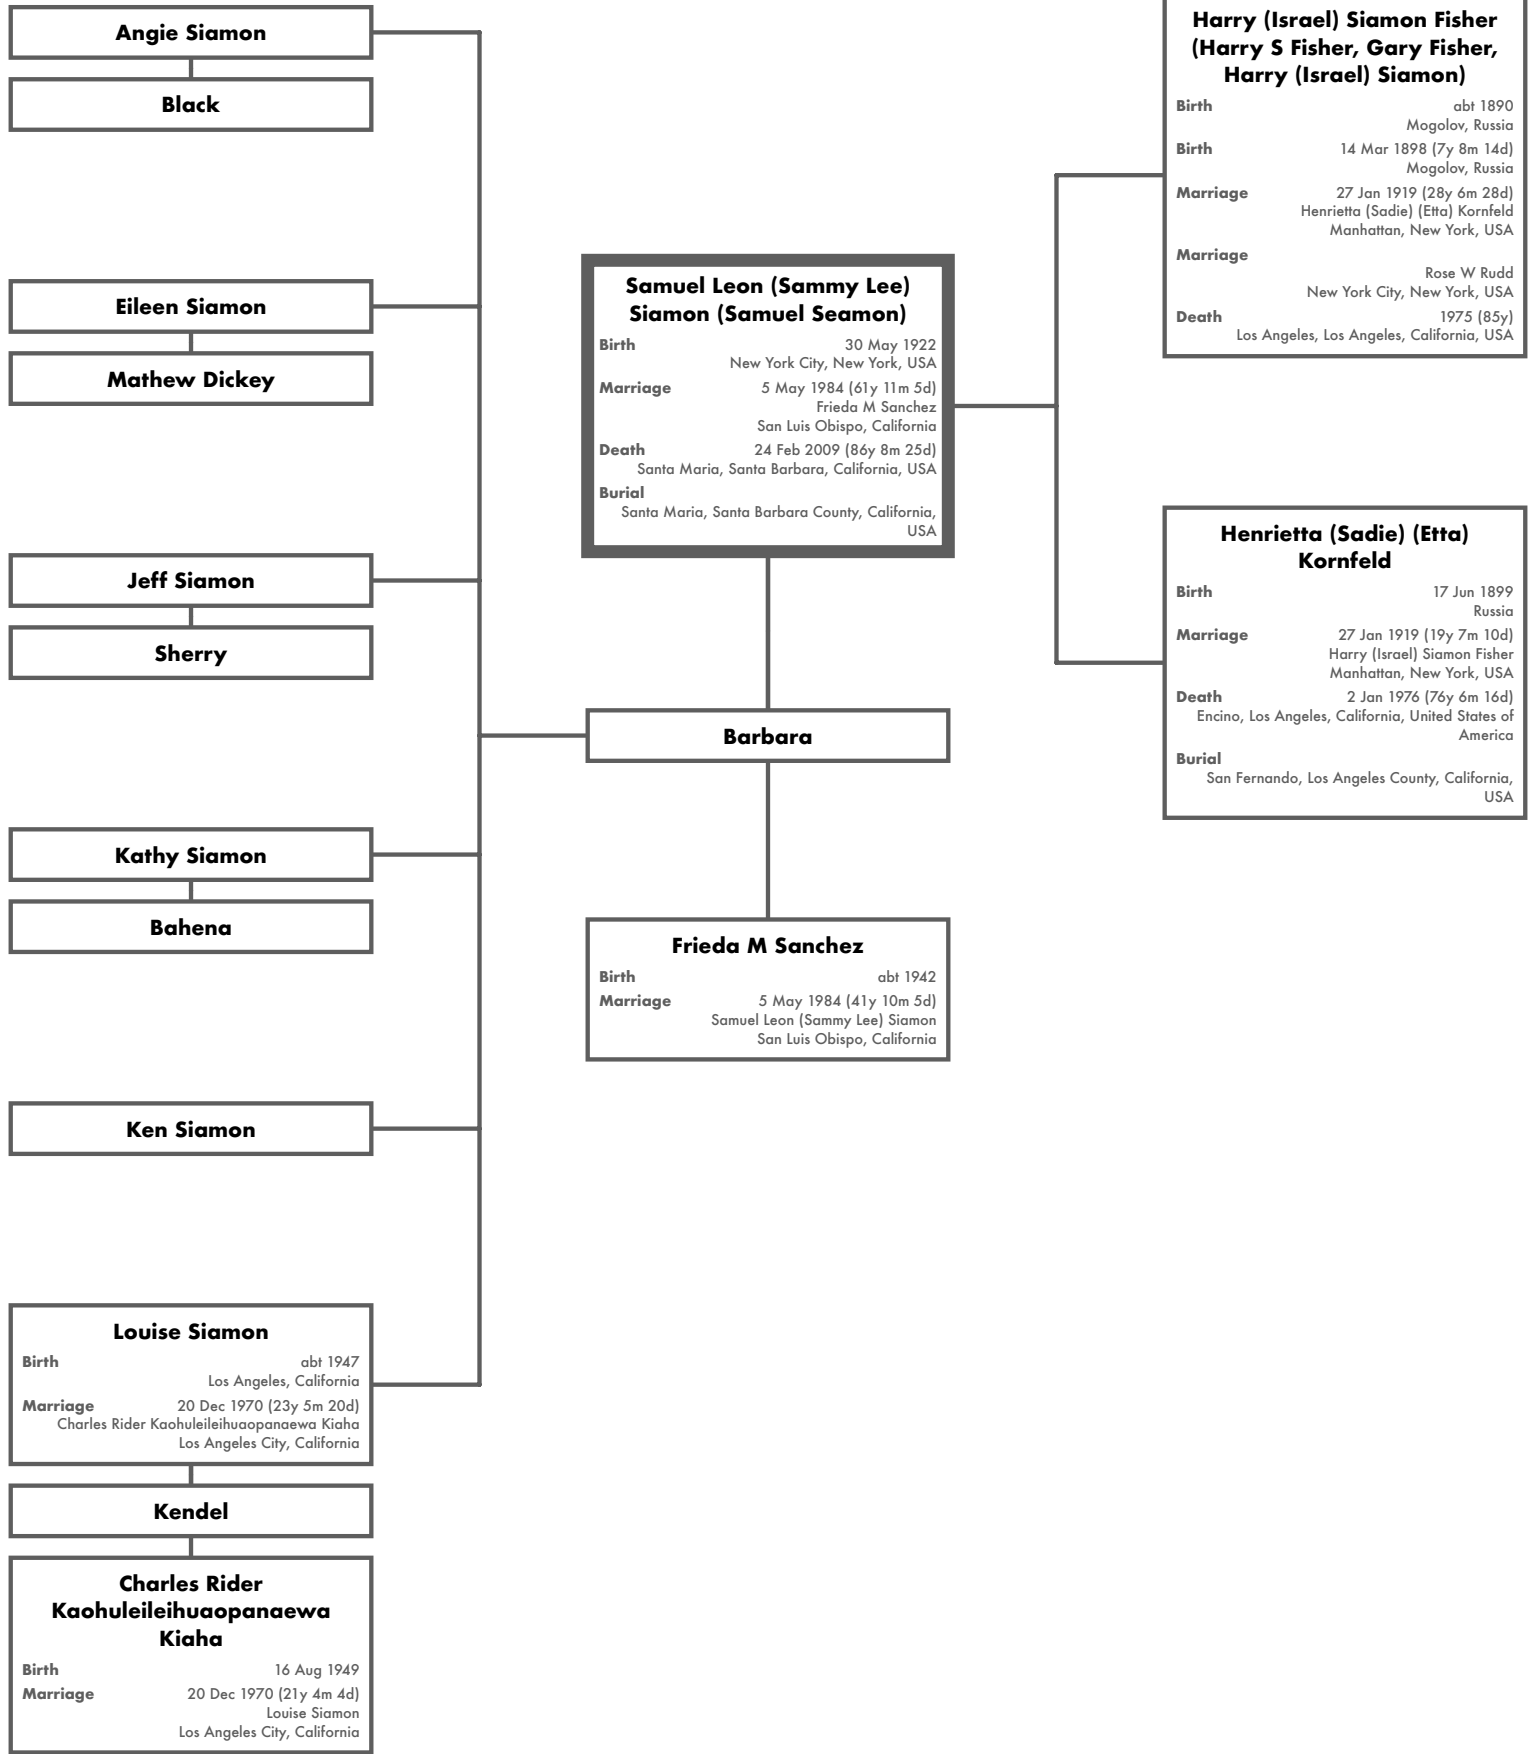 Angie Siamon
Black
Eileen Siamon
Mathew Dickey
Jeff Siamon
Sherry
Kathy Siamon
Bahena
Ken Siamon
Louise Siamon
Birth abt 1947
Los Angeles, California
Marriage 20 Dec 1970 (23y 5m 20d)
Charles Rider Kaohuleileihuaopanaewa Kiaha
Los Angeles City, California
Kendel
Charles Rider
Kaohuleileihuaopanaewa
Kiaha
Birth 16 Aug 1949
Marriage 20 Dec 1970 (21y 4m 4d)
Louise Siamon
Los Angeles City, California
Samuel Leon (Sammy Lee)
Siamon (Samuel Seamon)
Birth 30 May 1922
New York City, New York, USA
Marriage 5 May 1984 (61y 11m 5d)
Frieda M Sanchez
San Luis Obispo, California
Death 24 Feb 2009 (86y 8m 25d)
Santa Maria, Santa Barbara, California, USA
Burial
Santa Maria, Santa Barbara County, California,
USA
Barbara
Frieda M Sanchez
Birth abt 1942
Marriage 5 May 1984 (41y 10m 5d)
Samuel Leon (Sammy Lee) Siamon
San Luis Obispo, California
Harry (Israel) Siamon Fisher
(Harry S Fisher, Gary Fisher,
Harry (Israel) Siamon)
Birth abt 1890
Mogolov, Russia
Birth 14 Mar 1898 (7y 8m 14d)
Mogolov, Russia
Marriage 27 Jan 1919 (28y 6m 28d)
Henrietta (Sadie) (Etta) Kornfeld
Manhattan, New York, USA
Marriage
Rose W Rudd
New York City, New York, USA
Death 1975 (85y)
Los Angeles, Los Angeles, California, USA
Henrietta (Sadie) (Etta)
Kornfeld
Birth 17 Jun 1899
Russia
Marriage 27 Jan 1919 (19y 7m 10d)
Harry (Israel) Siamon Fisher
Manhattan, New York, USA
Death 2 Jan 1976 (76y 6m 16d)
Encino, Los Angeles, California, United States of
America
Burial
San Fernando, Los Angeles County, California,
USA